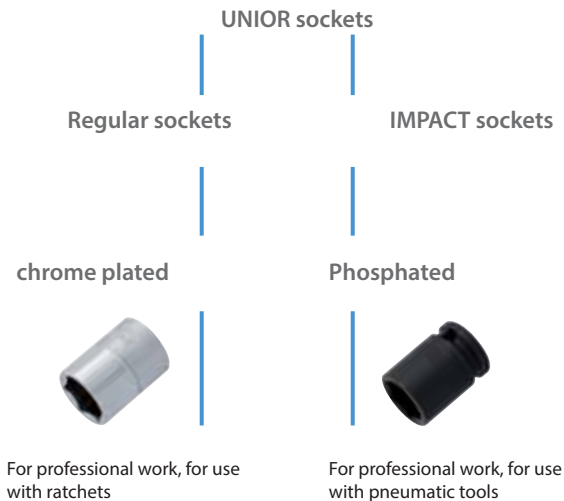 UNIOR sockets
Regular sockets
IMPACT sockets
chrome plated
Phosphated
For professional work, for use
with ratchets
For professional work, for use
with pneumatic tools